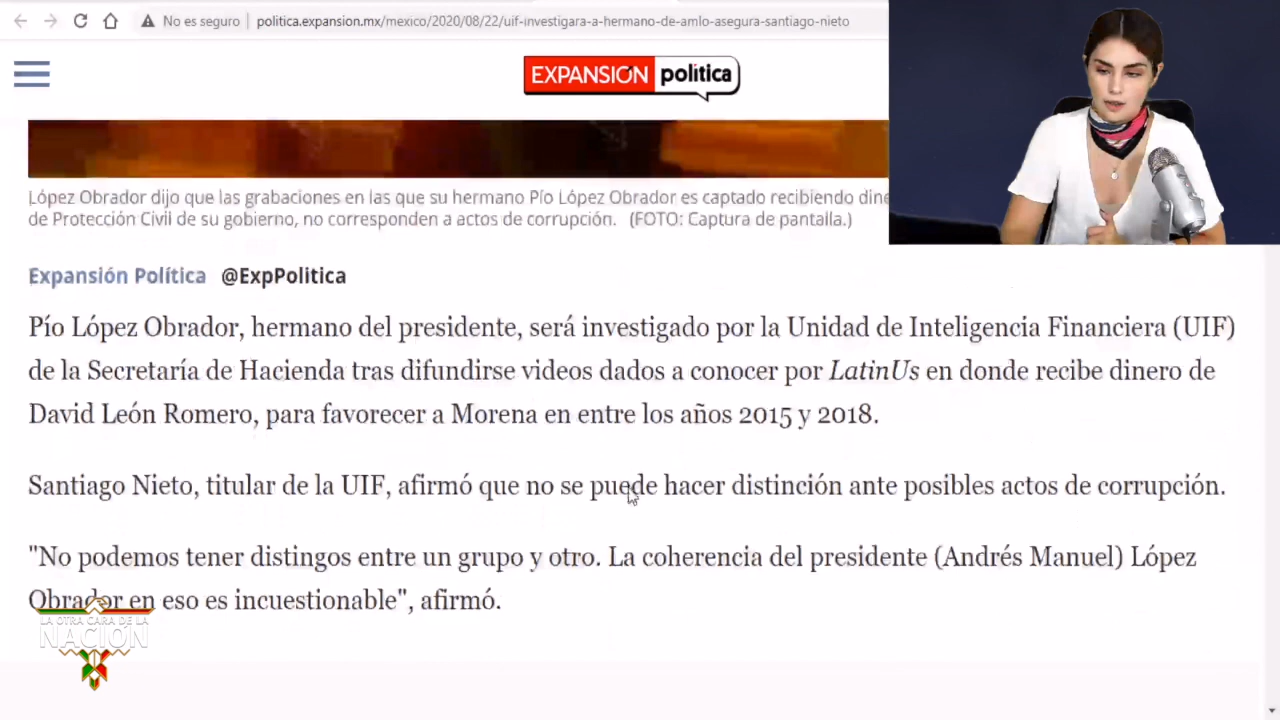 No es seguro
politica.expansion.mx/mexico/2020/08/22/uif-investigara-a-hermano-de-amlo-asegura-santiago-nieto
EXPANSIÓN política
López Obrador dijo que las grabaciones en las que su hermano Pío López Obrador es captado recibiendo dine
de Protección Civil de su gobierno, no corresponden a actos de corrupción. (FOTO: Captura de pantalla.)
Expansión Política @ExpPolitica
Pío López Obrador, hermano del presidente, será investigado por la Unidad de Inteligencia Financiera (UIF)
de la Secretaría de Hacienda tras difundirse videos dados a conocer por LatinUs en donde recibe dinero de
David León Romero, para favorecer a Morena en entre los años 2015 y 2018.
Santiago Nieto, titular de la UIF, afirmó que no se puede hacer distinción ante posibles actos de corrupción.
"No podemos tener distingos entre un grupo y otro. La coherencia del presidente (Andrés Manuel) López
Obrador en eso es incuestionable", afirmó.
LA OTRA CARA DE LA
NACIÓN